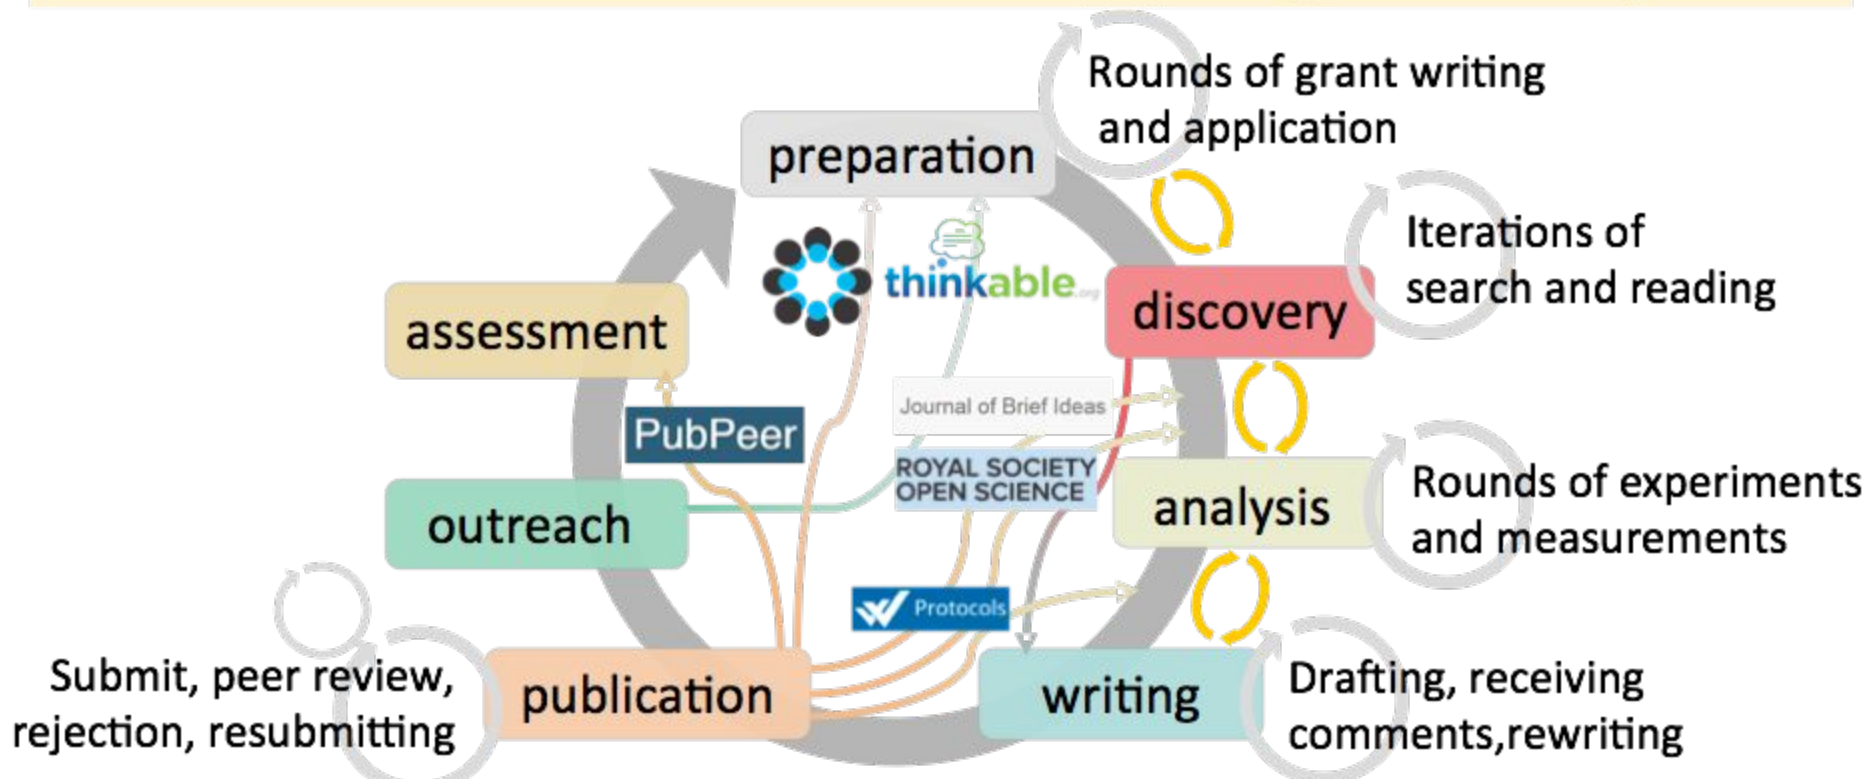 Rounds of grant writing
and application
preparation
Iterations of
search and reading
thinkable.org
discovery
assessment
Journal of Brief Ideas
PubPeer
ROYAL SOCIETY
OPEN SCIENCE
analysis
Rounds of experiments
and measurements
outreach
Protocols
Submit, peer review,
rejection, resubmitting
publication
writing
Drafting, receiving
comments,rewriting